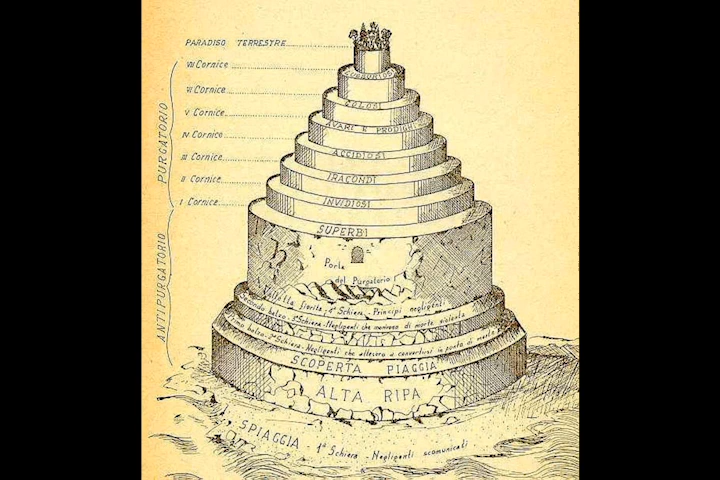 PARADISO TERRESTRE
VII Cornice
LUSSURIOSI
VI Cornice
GOLOSI
V Cornice
AVARI E PRODIGHI
IV Cornice
ACCIDIOSI
III Cornice
IRACONDI
II Cornice
INVIDIOSI
I Cornice
SUPERBI
PURGATORIO
ANTIPURGATORIO
Porta
del Purgatorio
Valletta fiorita - 4ª Schiera - Principi negligenti
Secondo balzo - 3ª Schiera - Negligenti che morirono di morte violenta
Primo balzo - 2ª Schiera - Negligenti che attesero a convertirsi in punto di morte
SCOPERTA PIAGGIA
ALTA RIPA
SPIAGGIA - 1ª Schiera - Negligenti scomunicati